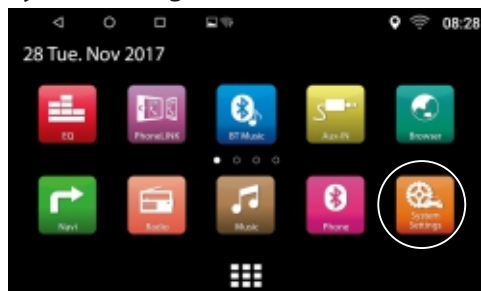 08:28
28 Tue. Nov 2017
EQ
PhoneLINK
BT Music
Aux-IN
Browser
Navi
Radio
Music
Phone
System
Settings